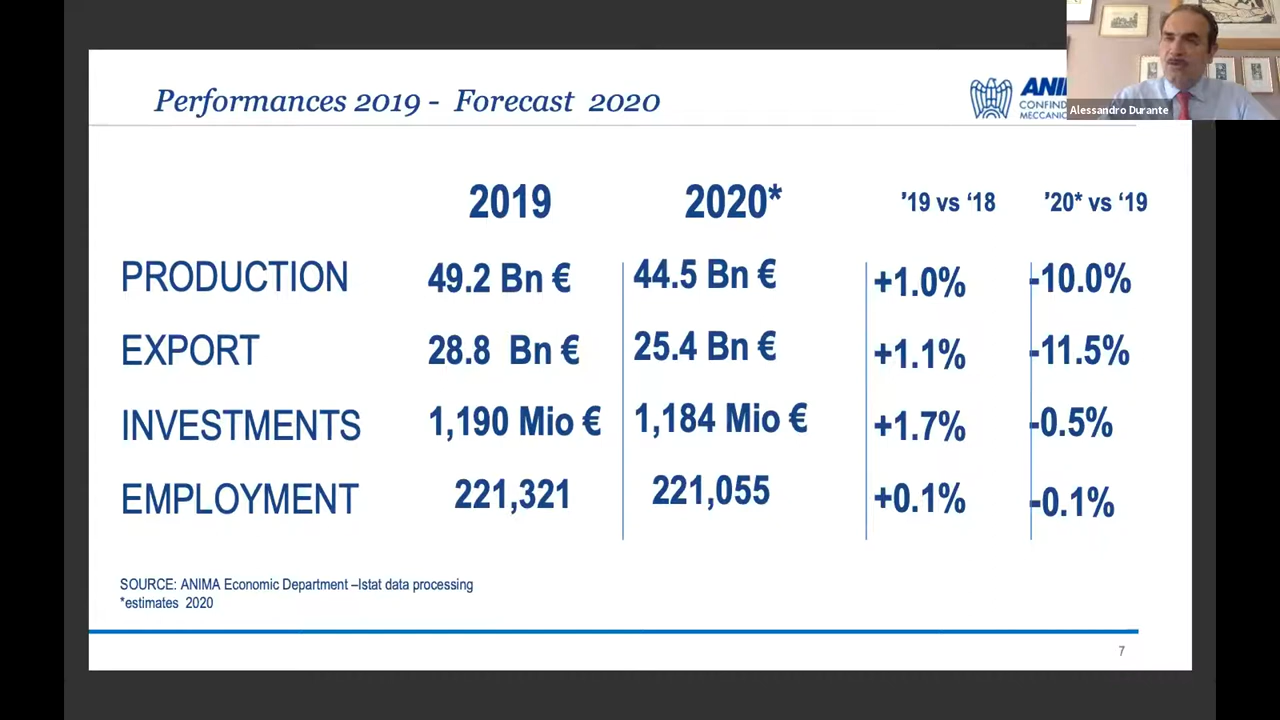 Performances 2019 - Forecast 2020
ANI
CONFIND
MECCANIC
Alessandro Durante
2019 2020* ’19 vs ‘18 ’20* vs ‘19
PRODUCTION 49.2 Bn € 44.5 Bn € +1.0% -10.0%
EXPORT 28.8 Bn € 25.4 Bn € +1.1% -11.5%
INVESTMENTS 1,190 Mio € 1,184 Mio € +1.7% -0.5%
EMPLOYMENT 221,321 221,055 +0.1% -0.1%
SOURCE: ANIMA Economic Department –Istat data processing
*estimates 2020
7